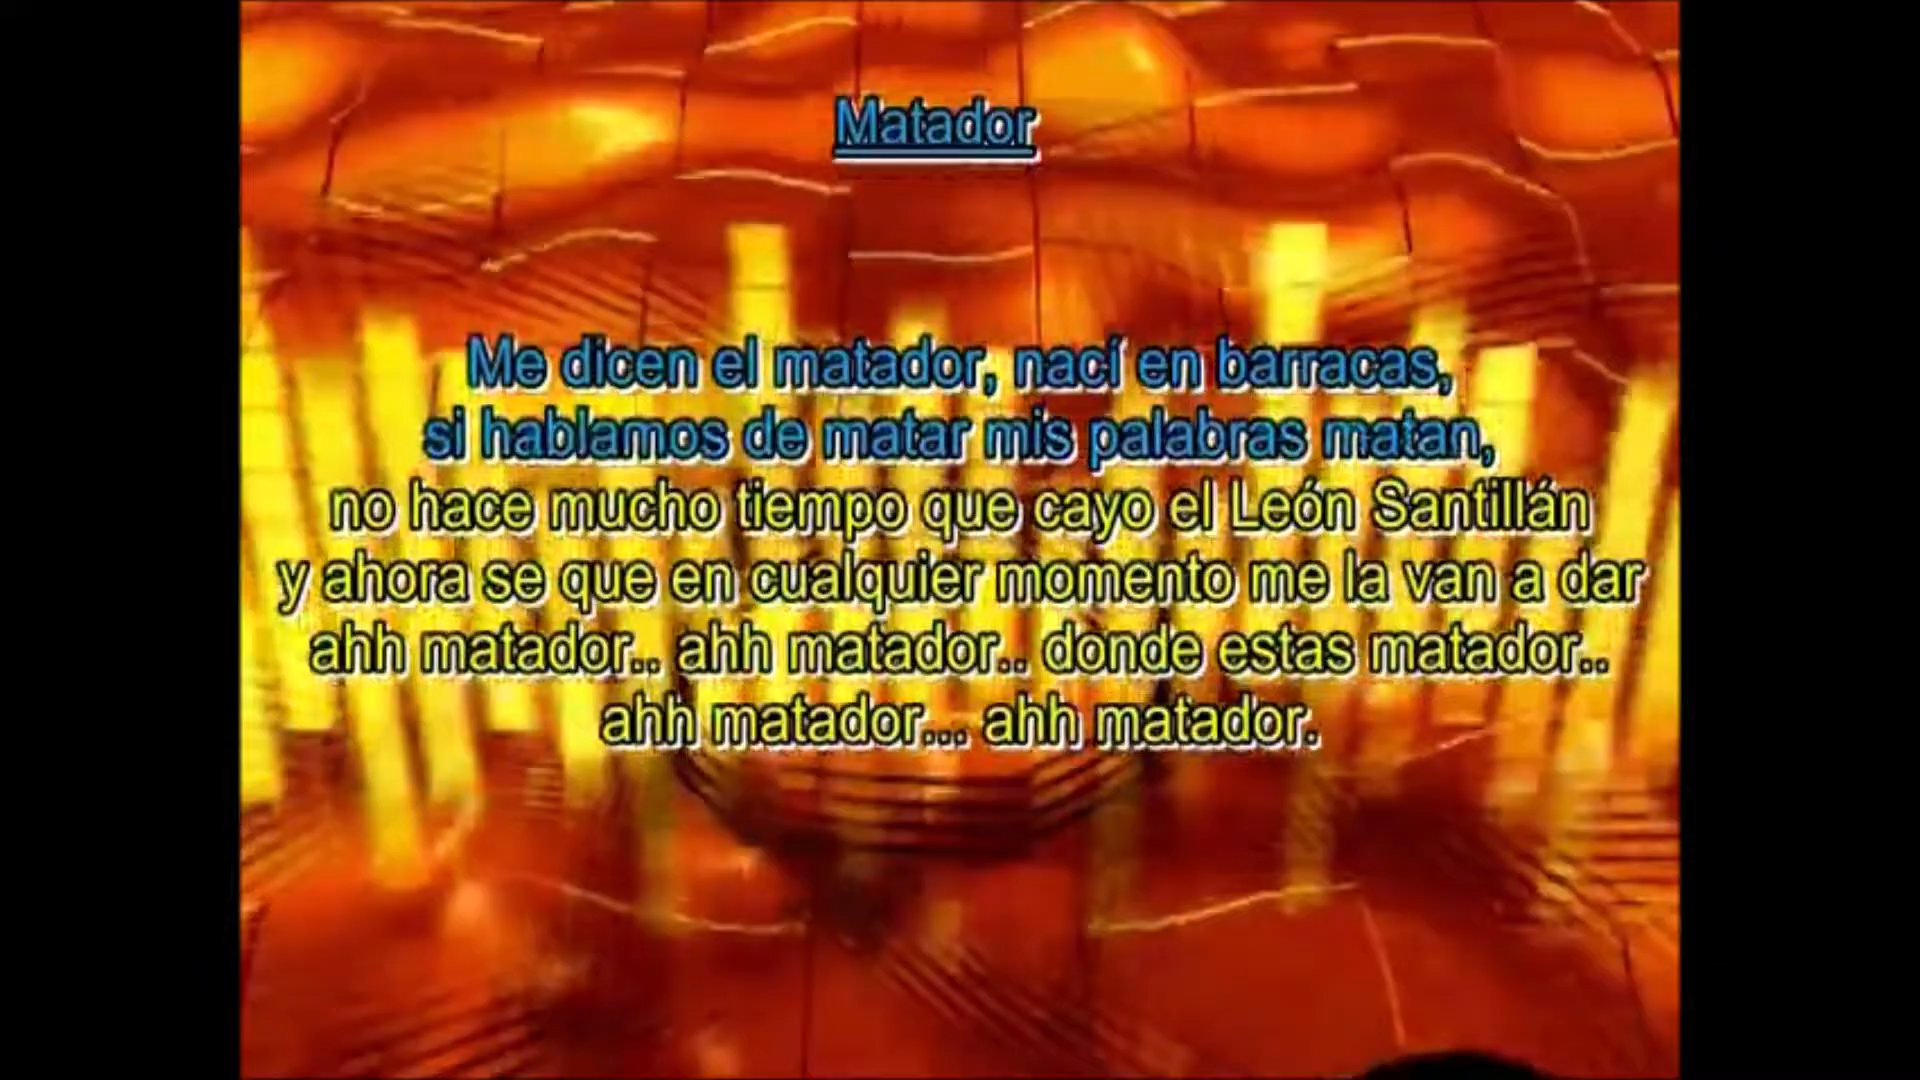 Matador
Me dicen el matador, nací en barracas,
si hablamos de matar mis palabras matan,
no hace mucho tiempo que cayo el León Santillán
y ahora se que en cualquier momento me la van a dar
ahh matador.. ahh matador.. donde estas matador..
ahh matador... ahh matador.